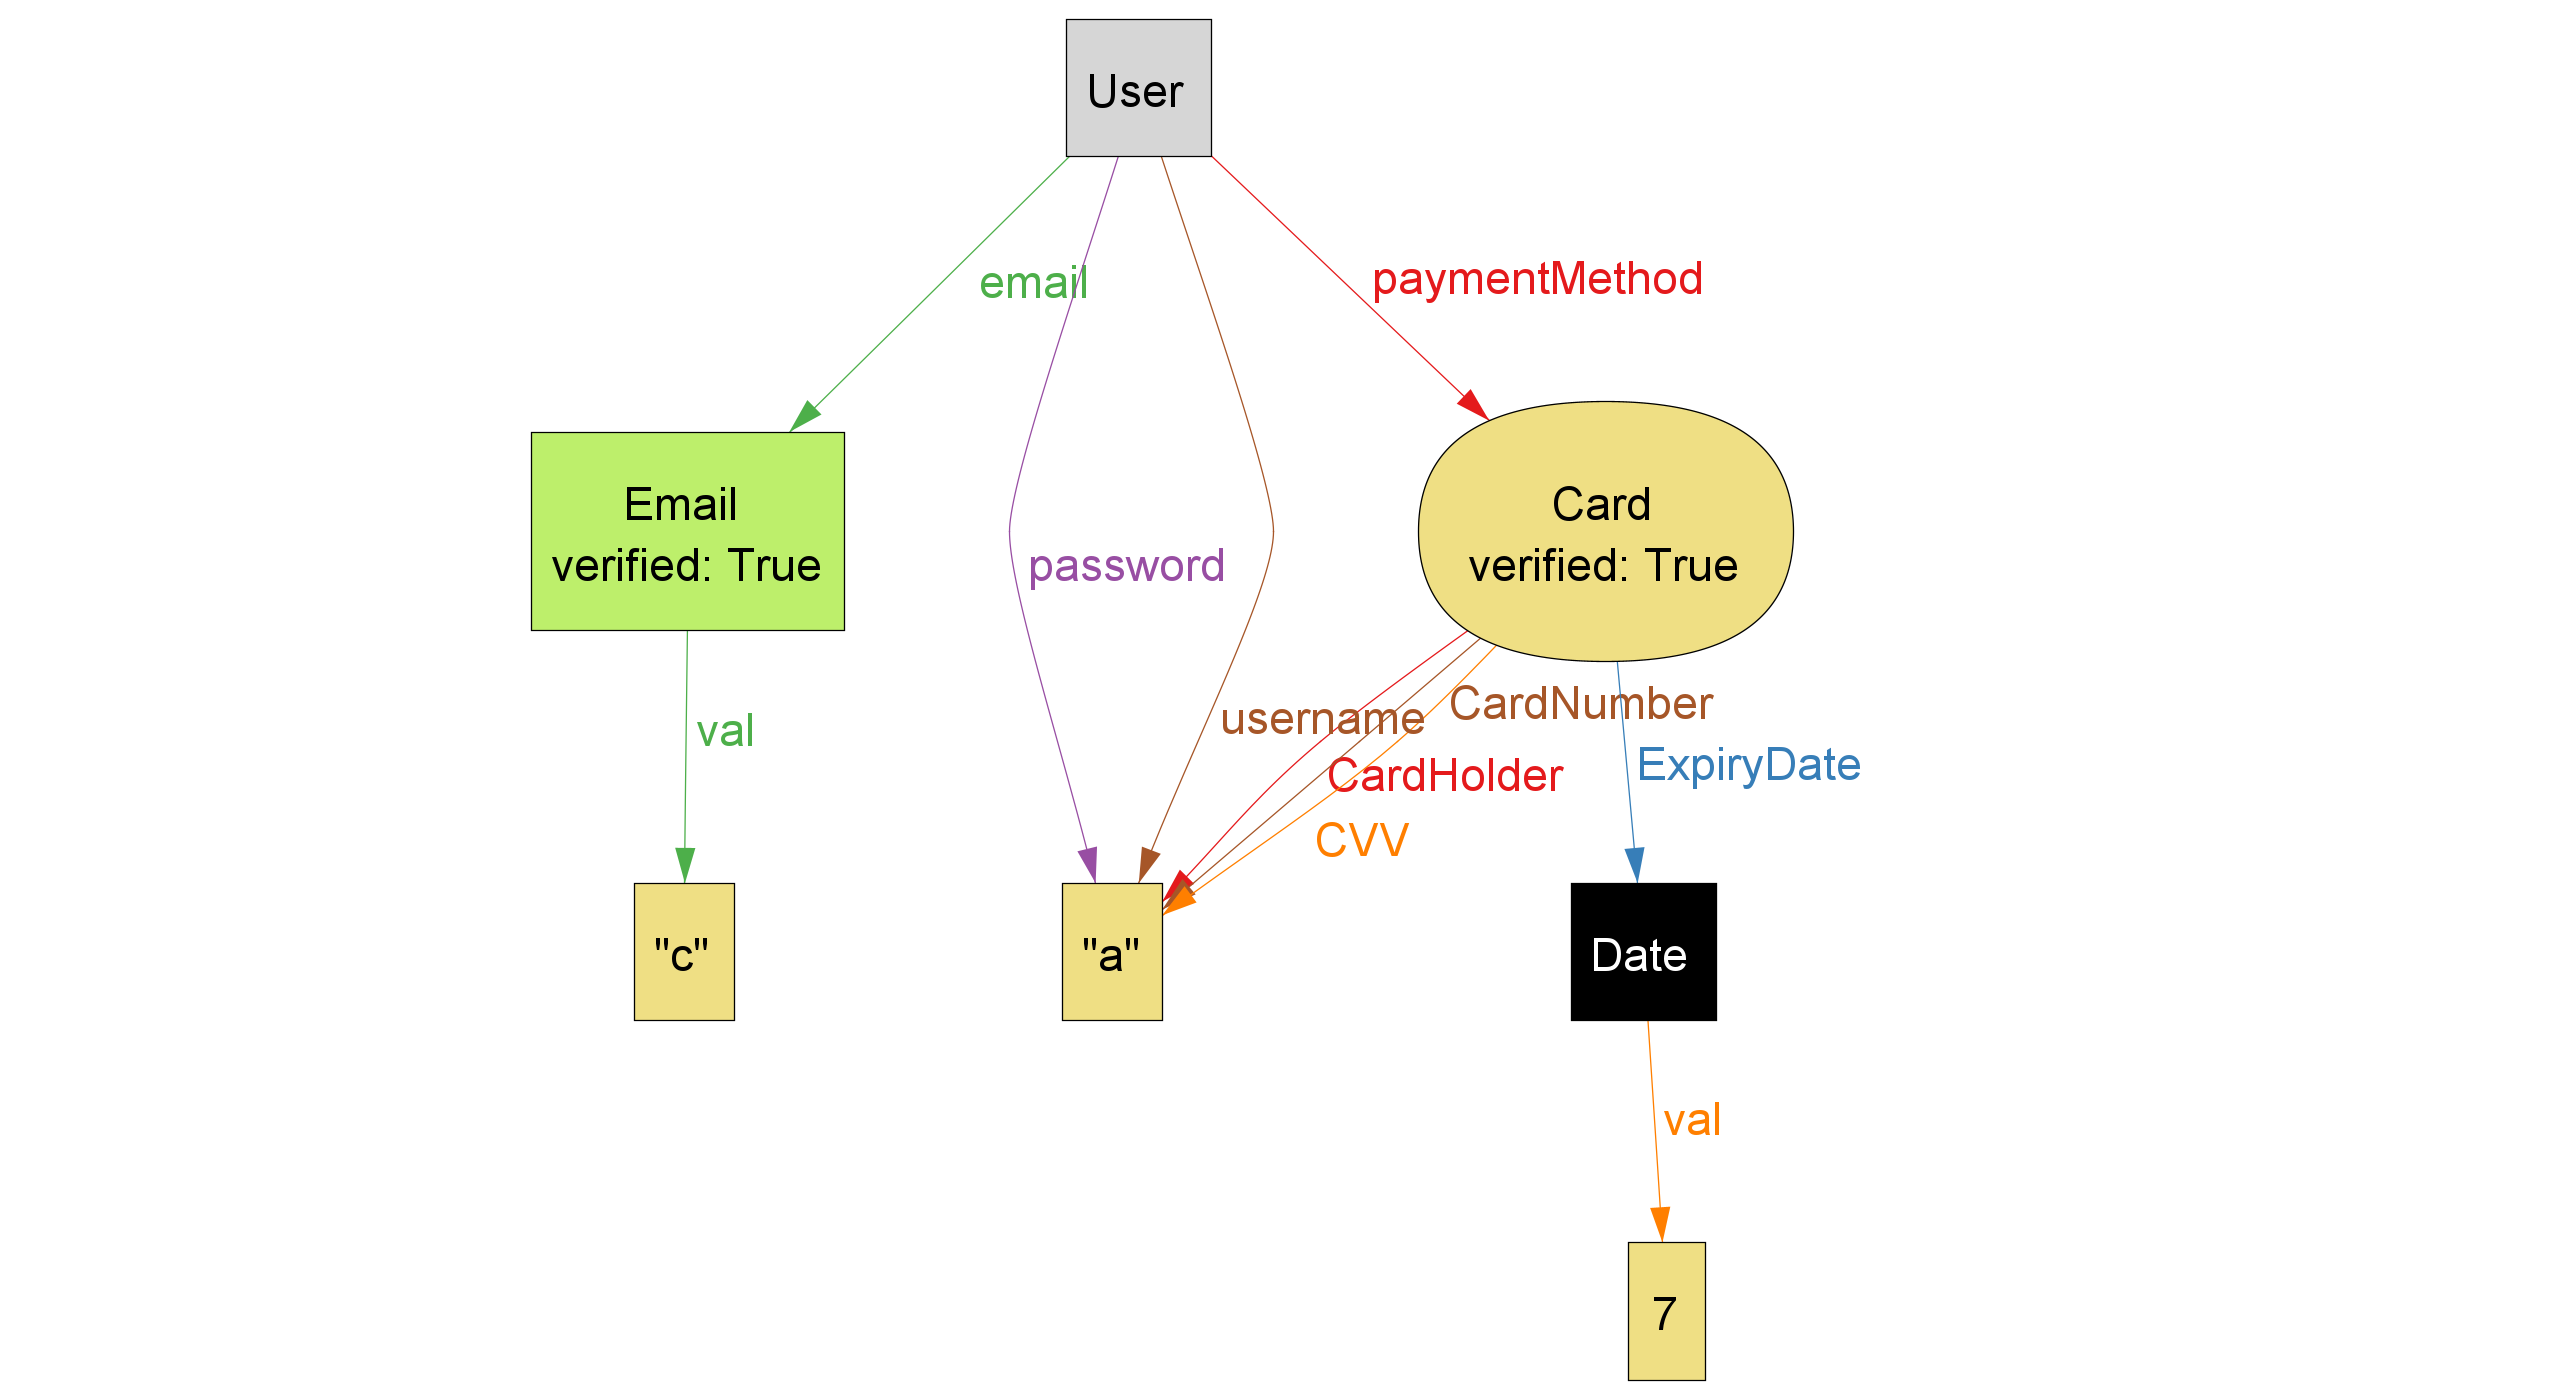 User
email
paymentMethod
Email
verified: True
password
Card
verified: True
val
username
CardNumber
CardHolder
ExpiryDate
CVV
"c"
"a"
Date
val
7